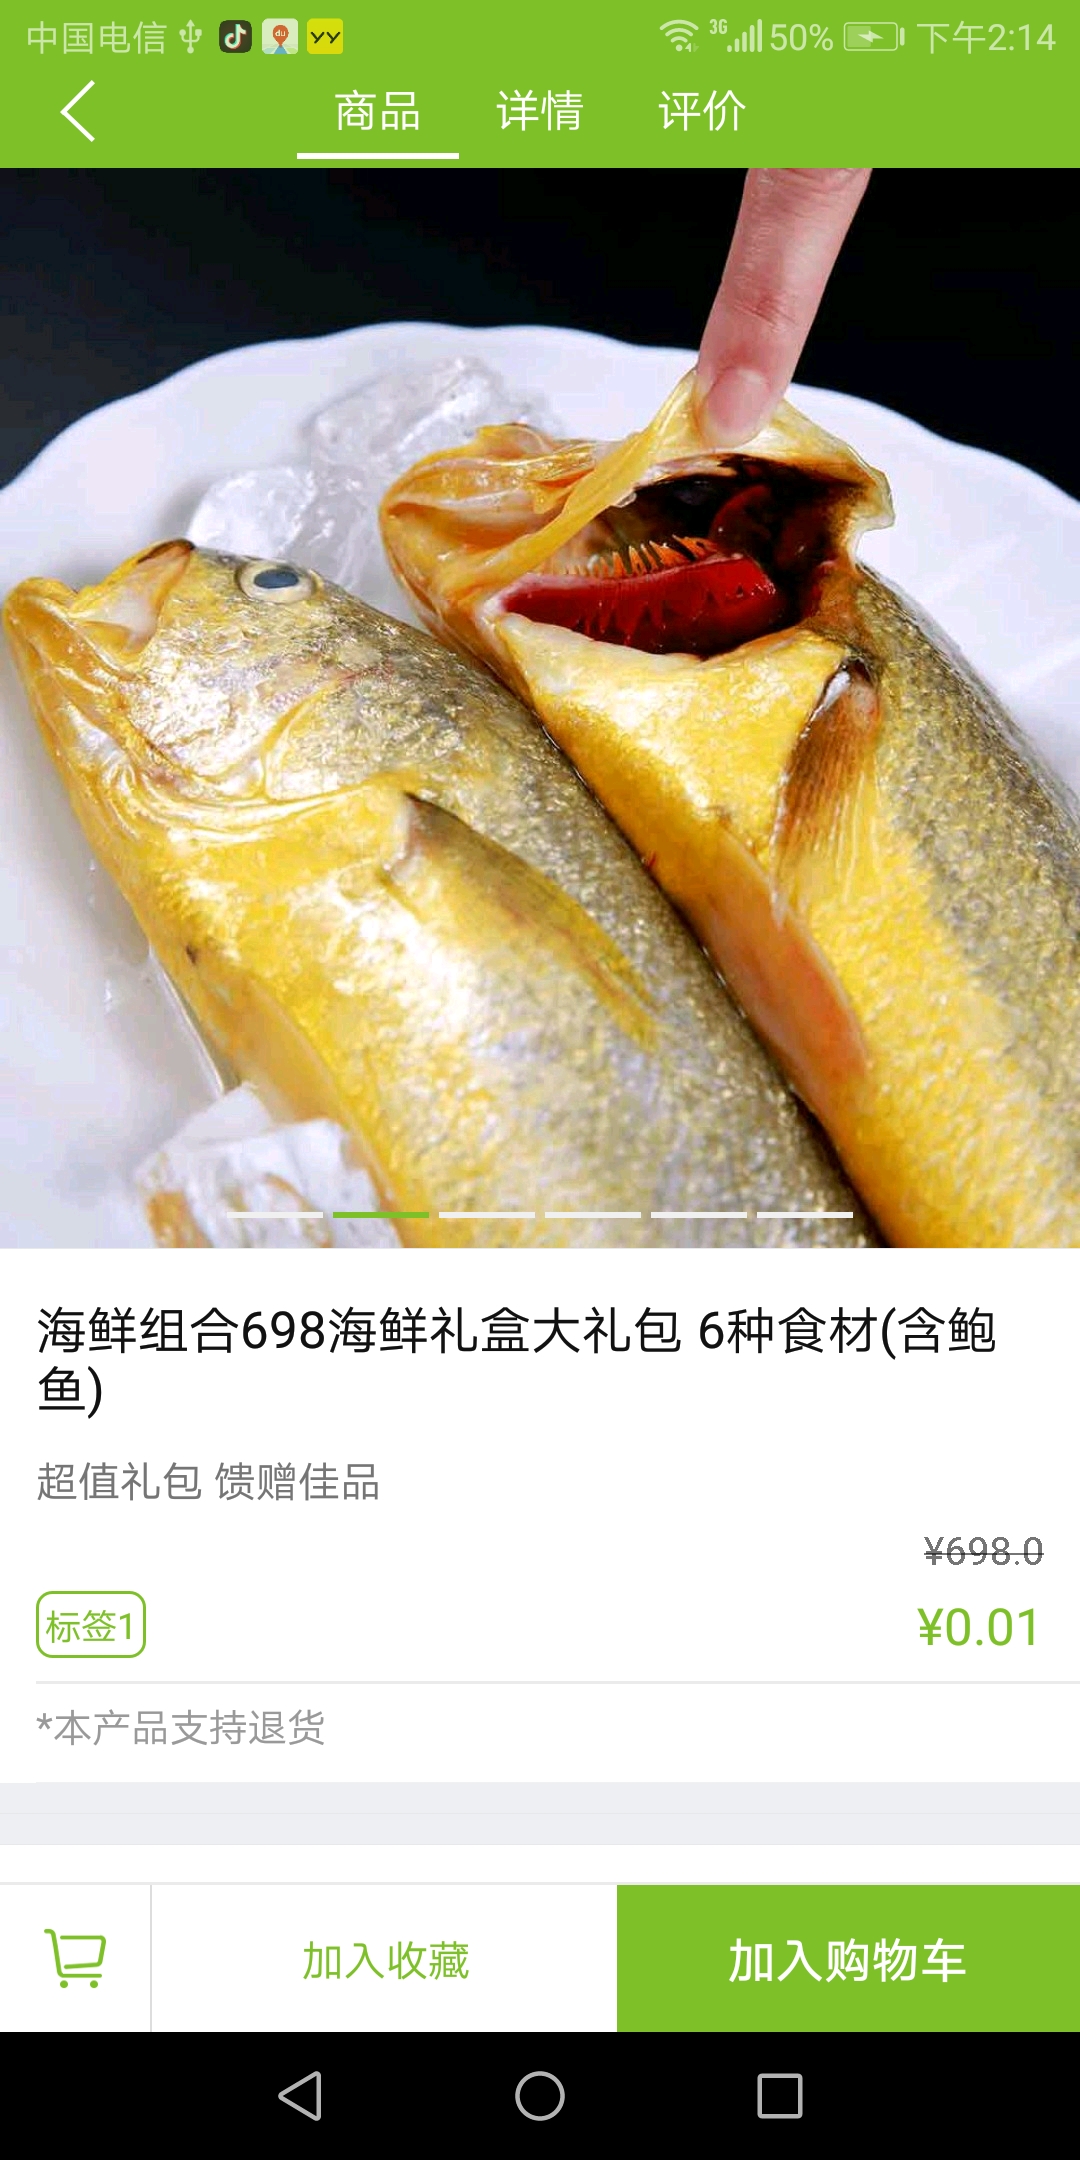 中国电信 3G 50% 下午2:14
商品 详情 评价
海鲜组合698海鲜礼盒大礼包 6种食材(含鲍
鱼)
超值礼包 馈赠佳品
¥698.0
标签1 ¥0.01
*本产品支持退货
加入收藏 加入购物车